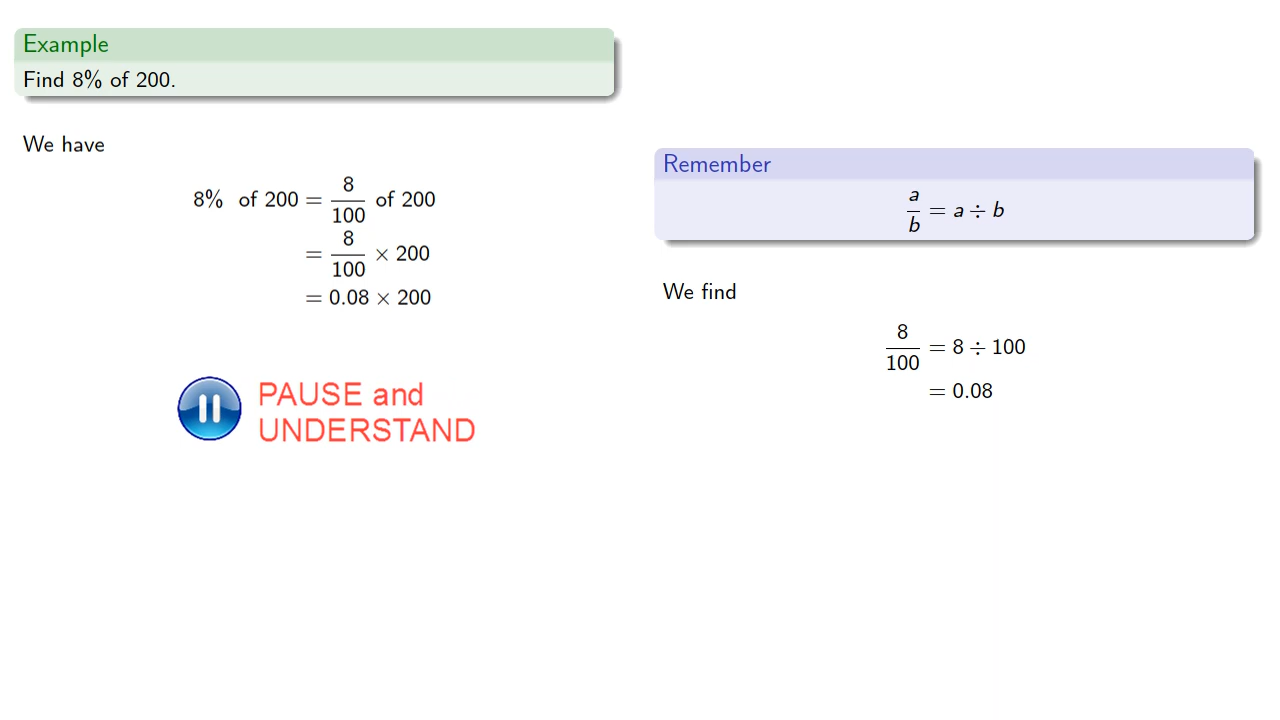 Example
Find 8% of 200.
We have
8% of 200 = 8/100 of 200
= 8/100 × 200
= 0.08 × 200
PAUSE and
UNDERSTAND
Remember
a/b = a ÷ b
We find
8/100 = 8 ÷ 100
= 0.08